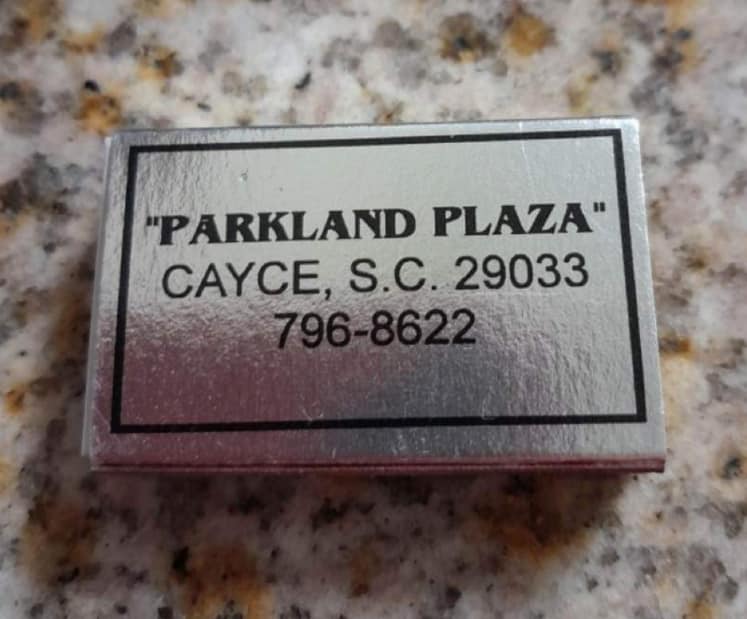 "PARKLAND PLAZA"
CAYCE, S.C. 29033
796-8622